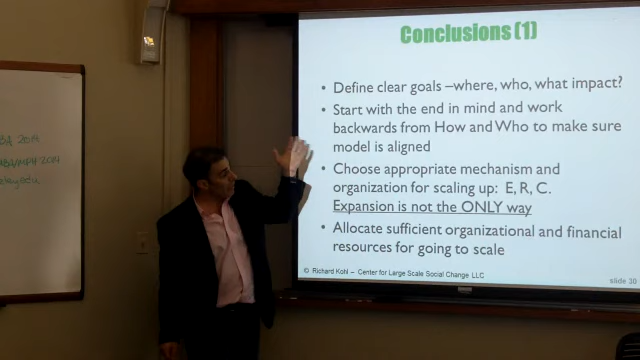 Conclusions (1)
• Define clear goals –where, who, what impact?
• Start with the end in mind and work
backwards from How and Who to make sure
model is aligned
• Choose appropriate mechanism and
organization for scaling up: E, R, C.
Expansion is not the ONLY way
• Allocate sufficient organizational and financial
resources for going to scale
© Richard Kohl – Center for Large Scale Social Change LLC
slide 30